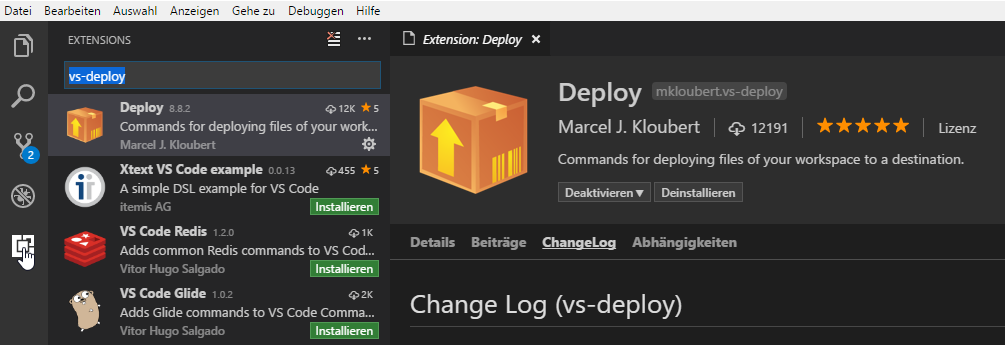 Datei Bearbeiten Auswahl Anzeigen Gehe zu Debuggen Hilfe
EXTENSIONS
vs-deploy
Deploy 8.8.2 12K 5
Commands for deploying files of your work...
Marcel J. Kloubert
Xtext VS Code example 0.0.13 455 5
A simple DSL example for VS Code
itemis AG Installieren
VS Code Redis 1.2.0 1K
Adds common Redis commands to VS Cod...
Vitor Hugo Salgado Installieren
VS Code Glide 1.0.2 2K
Adds Glide commands to VS Code Comma...
Vitor Hugo Salgado Installieren
2
Extension: Deploy
Deploy mkloubert.vs-deploy
Marcel J. Kloubert 12191 Lizenz
Commands for deploying files of your workspace to a destination.
Deaktivieren Deinstallieren
Details Beiträge ChangeLog Abhängigkeiten
Change Log (vs-deploy)